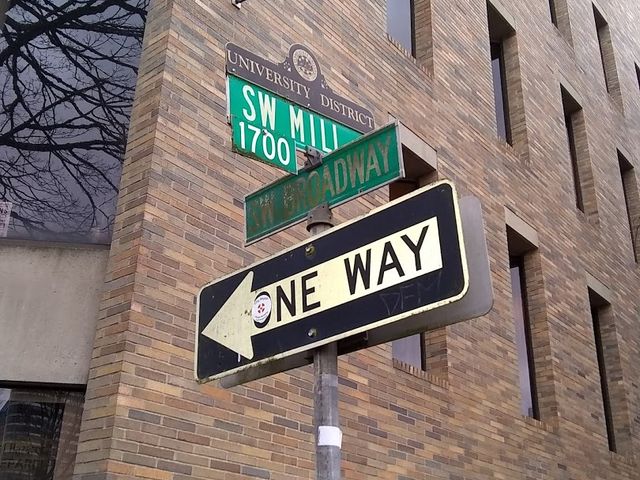 UNIVERSITY DISTRICT
SW MILL
1700
SW BROADWAY
ONE WAY